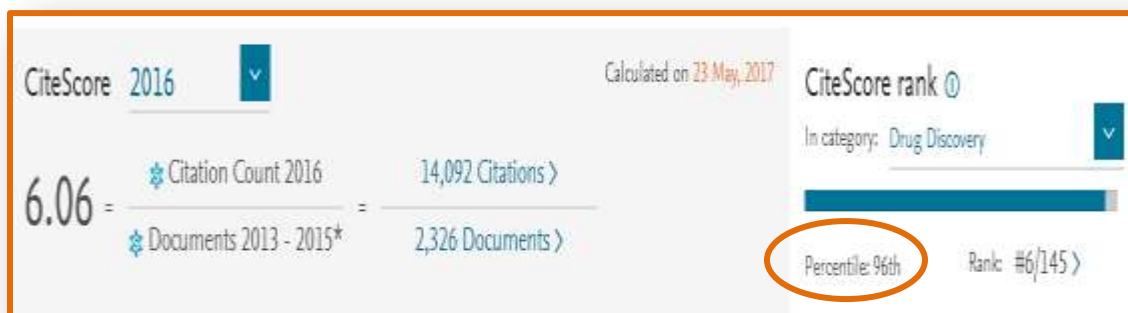 CiteScore 2016
Calculated on 23 May, 2017
6.06 = Citation Count 2016 = 14,092 Citations >
Documents 2013 - 2015* 2,326 Documents >
CiteScore rank
In category: Drug Discovery
Percentile: 96th Rank: #6/145 >